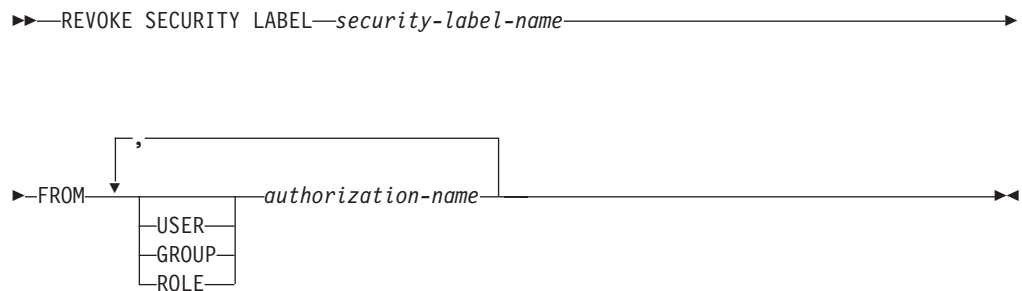 REVOKE SECURITY LABEL security-label-name
,
FROM authorization-name
USER
GROUP
ROLE